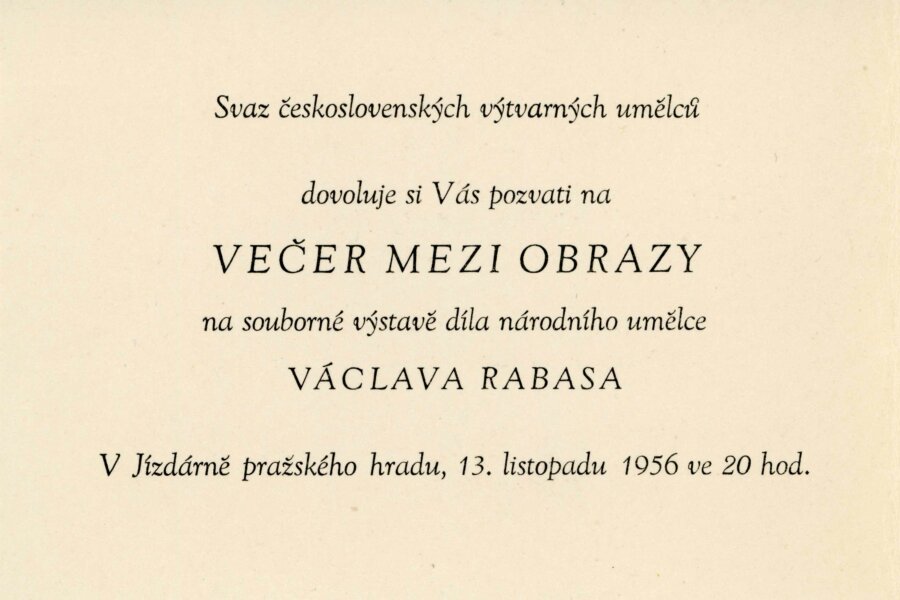 Svaz československých výtvarných umělců
dovoluje si Vás pozvati na
VEČER MEZI OBRAZY
na souborné výstavě díla národního umělce
VÁCLAVA RABASA
V Jízdárně pražského hradu, 13. listopadu 1956 ve 20 hod.